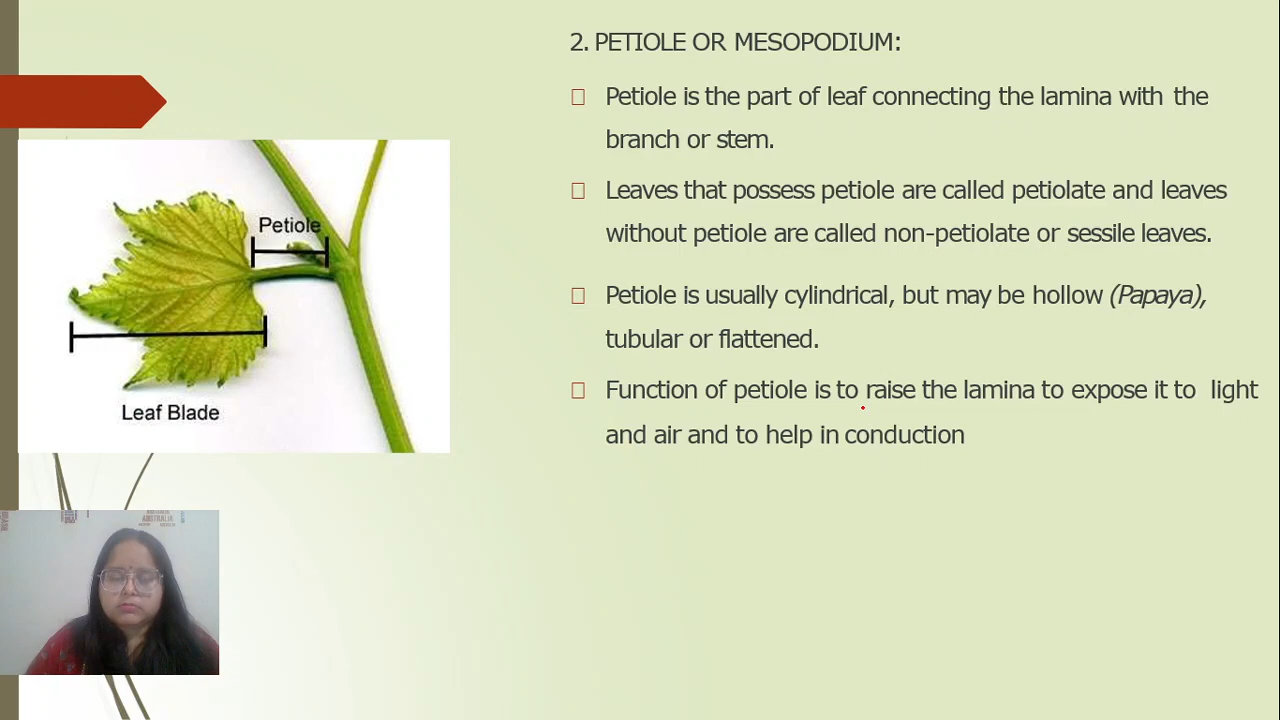 2. PETIOLE OR MESOPODIUM:
Petiole is the part of leaf connecting the lamina with the
branch or stem.
Leaves that possess petiole are called petiolate and leaves
without petiole are called non-petiolate or sessile leaves.
Petiole is usually cylindrical, but may be hollow (Papaya),
tubular or flattened.
Function of petiole is to raise the lamina to expose it to light
and air and to help in conduction
Petiole
Leaf Blade